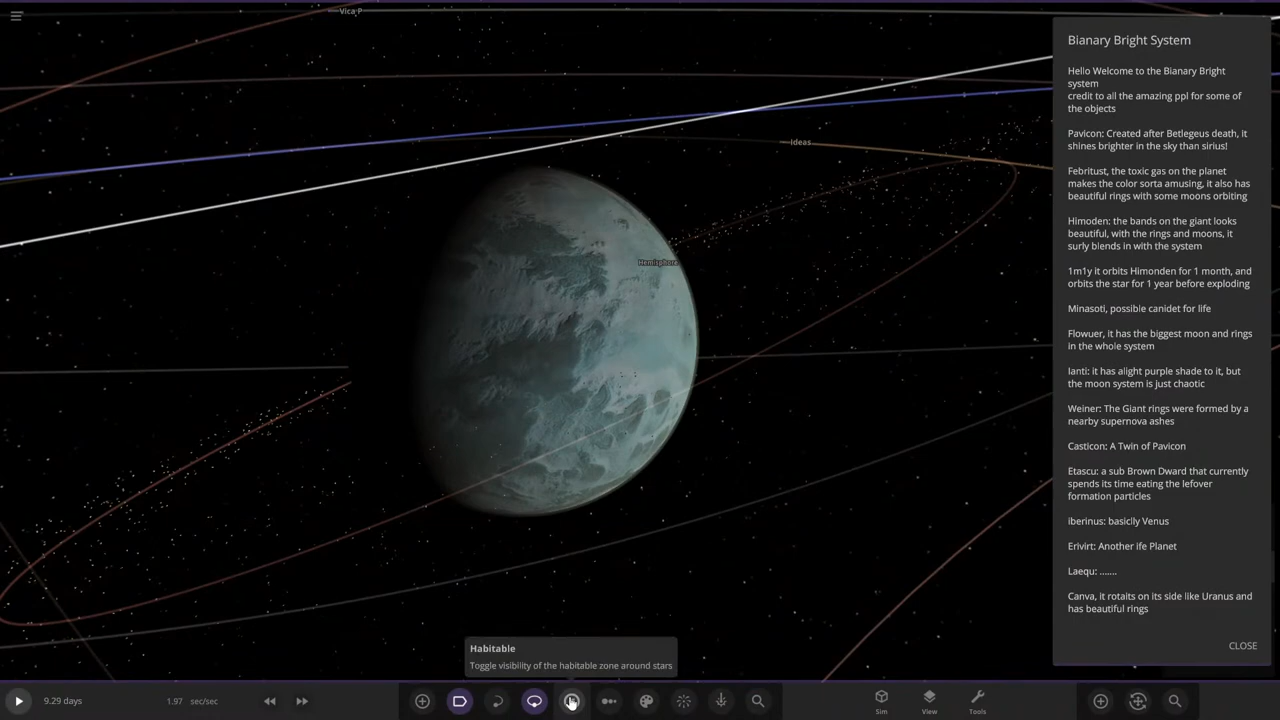 Vica P
Ideas
Hemisphora
Bianary Bright System
Hello Welcome to the Bianary Bright
system
credit to all the amazing ppl for some of
the objects
Pavicon: Created after Betlegeus death, it
shines brighter in the sky than sirius!
Febritust, the toxic gas on the planet
makes the color sorta amusing, it also has
beautiful rings with some moons orbiting
Himoden: the bands on the giant looks
beautiful, with the rings and moons, it
surly blends in with the system
1m1y it orbits Himonden for 1 month, and
orbits the star for 1 year before exploding
Minasoti, possible canidet for life
Flowuer, it has the biggest moon and rings
in the whole system
Ianti: it has alight purple shade to it, but
the moon system is just chaotic
Weiner: The Giant rings were formed by a
nearby supernova ashes
Casticon: A Twin of Pavicon
Etascu: a sub Brown Dward that currently
spends its time eating the lefover
formation particles
iberinus: basiclly Venus
Erivirt: Another ife Planet
Laequ: .......
Canva, it rotaits on its side like Uranus and
has beautiful rings
CLOSE
Habitable
Toggle visibility of the habitable zone around stars
9.29 days
1.97 sec/sec
Sim
View
Tools